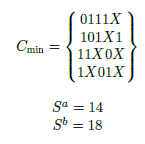 0111X
101X1
C_min = { 11X0X }
1X01X
S^a = 14
S^b = 18